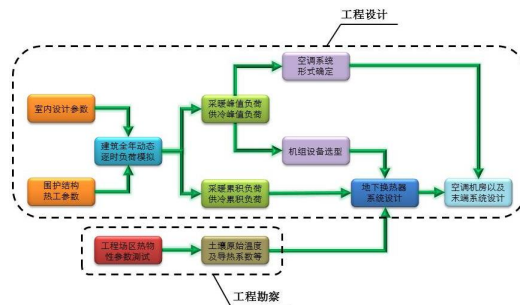 工程设计
空调系统
形式确定
室内设计参数
采暖峰值负荷
供冷峰值负荷
建筑全年动态
逐时负荷模拟
机组设备选型
围护结构
热工参数
采暖累积负荷
供冷累积负荷
地下换热器
系统设计
空调机房以及
末端系统设计
工程场区热物
性参数测试
土壤原始温度
及导热系数等
工程勘察